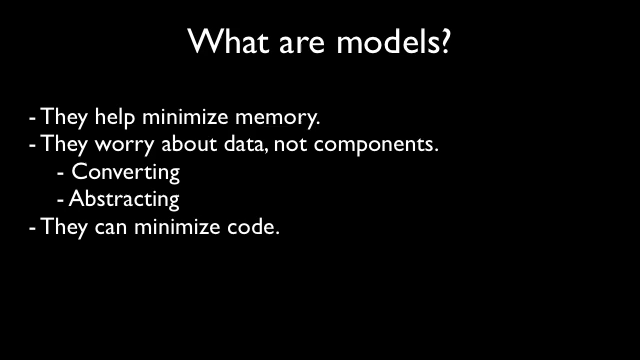 What are models?
- They help minimize memory.
- They worry about data, not components.
- Converting
- Abstracting
- They can minimize code.